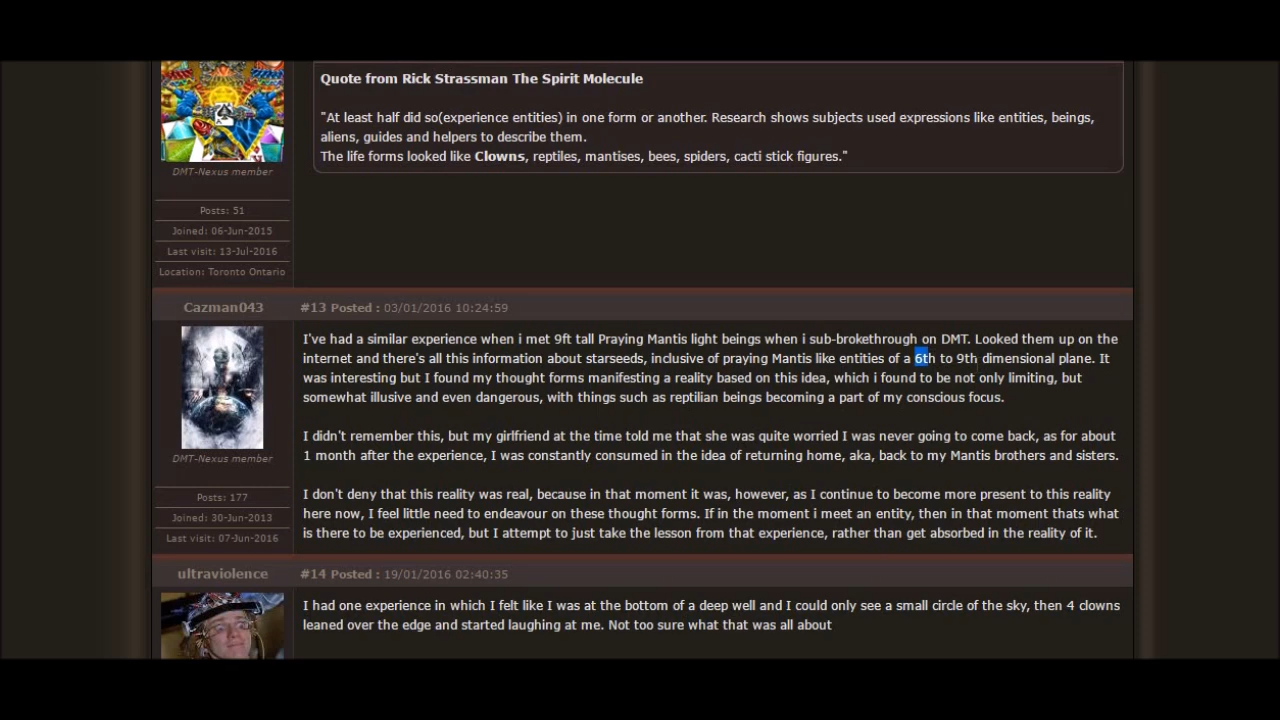 Quote from Rick Strassman The Spirit Molecule
"At least half did so(experience entities) in one form or another. Research shows subjects used expressions like entities, beings,
aliens, guides and helpers to describe them.
The life forms looked like Clowns, reptiles, mantises, bees, spiders, cacti stick figures."
DMT-Nexus member
Posts: 51
Joined: 06-Jun-2015
Last visit: 13-Jul-2016
Location: Toronto Ontario
Cazman043
#13 Posted : 03/01/2016 10:24:59
I've had a similar experience when i met 9ft tall Praying Mantis light beings when i sub-brokethrough on DMT. Looked them up on the
internet and there's all this information about starseeds, inclusive of praying Mantis like entities of a 6th to 9th dimensional plane. It
was interesting but I found my thought forms manifesting a reality based on this idea, which i found to be not only limiting, but
somewhat illusive and even dangerous, with things such as reptilian beings becoming a part of my conscious focus.
I didn't remember this, but my girlfriend at the time told me that she was quite worried I was never going to come back, as for about
1 month after the experience, I was constantly consumed in the idea of returning home, aka, back to my Mantis brothers and sisters.
I don't deny that this reality was real, because in that moment it was, however, as I continue to become more present to this reality
here now, I feel little need to endeavour on these thought forms. If in the moment i meet an entity, then in that moment thats what
is there to be experienced, but I attempt to just take the lesson from that experience, rather than get absorbed in the reality of it.
DMT-Nexus member
Posts: 177
Joined: 30-Jun-2013
Last visit: 07-Jun-2016
ultraviolence
#14 Posted : 19/01/2016 02:40:35
I had one experience in which I felt like I was at the bottom of a deep well and I could only see a small circle of the sky, then 4 clowns
leaned over the edge and started laughing at me. Not too sure what that was all about